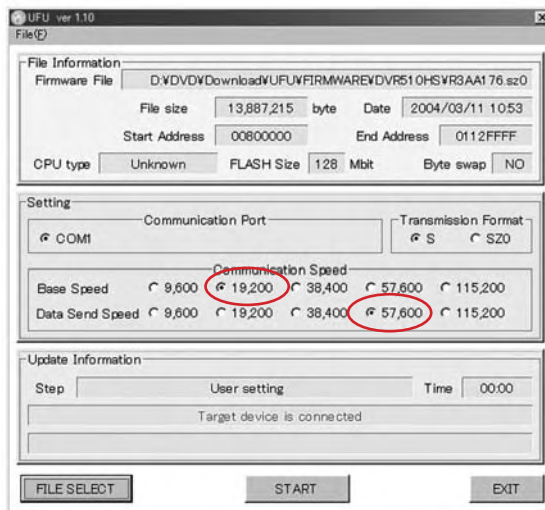 UFU ver 1.10
File(F)
File Information
Firmware File D:¥DVD¥Download¥UFU¥FIRMWARE¥DVR510HS¥R3AA176.sz0
File size 13,887,215 byte Date 2004/03/11 10:53
Start Address 00800000 End Address 0112FFFF
CPU type Unknown FLASH Size 128 Mbit Byte swap NO
Setting
Communication Port Transmission Format
COM1 S SZ0
Communication Speed
Base Speed 9,600 19,200 38,400 57,600 115,200
Data Send Speed 9,600 19,200 38,400 57,600 115,200
Update Information
Step User setting Time 00:00
Target device is connected
FILE SELECT START EXIT